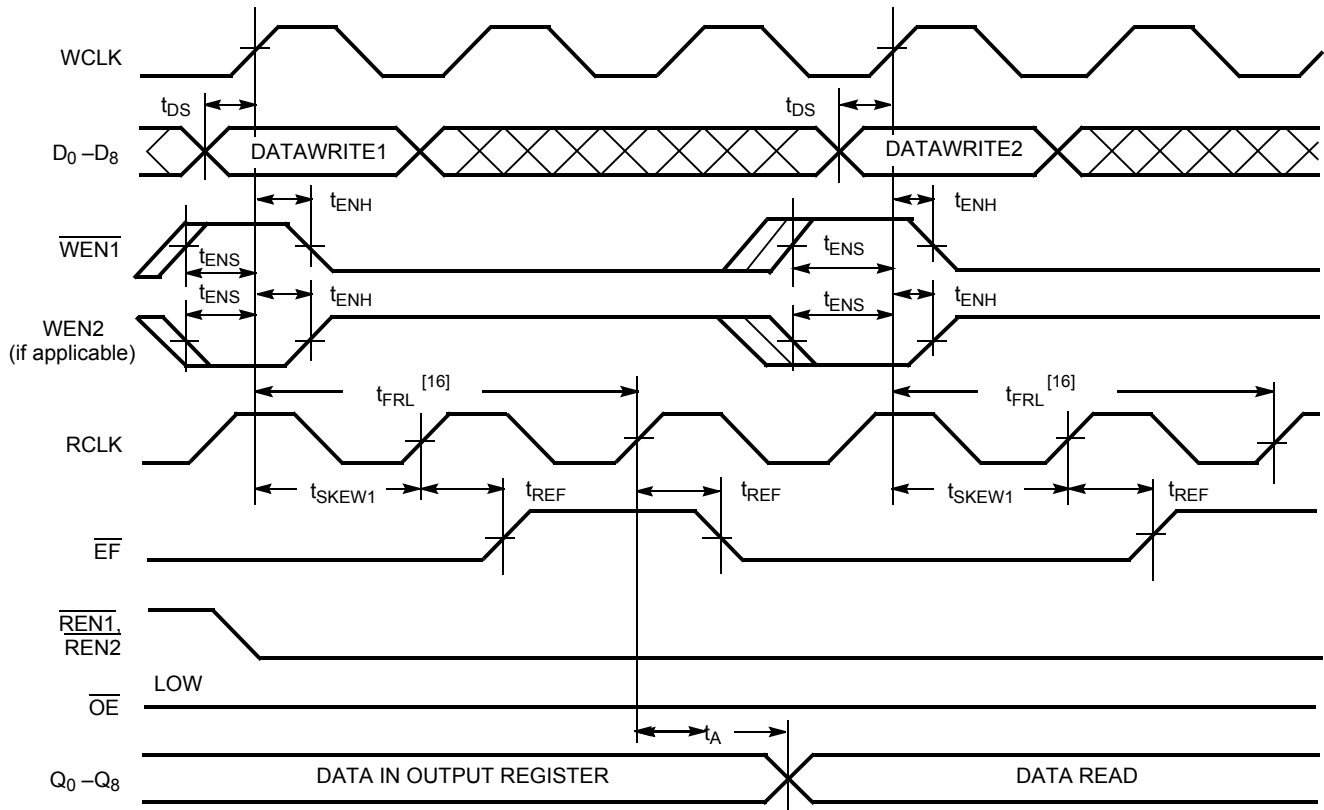 WCLK
tDS tDS
D0 –D8 DATAWRITE1 DATAWRITE2
tENH tENH
WEN1
tENS tENS
tENS tENH tENS tENH
WEN2
(if applicable)
tFRL [16] tFRL [16]
RCLK
tSKEW1 tREF tREF tSKEW1 tREF
EF
REN1,
REN2
LOW
OE
tA
Q0 –Q8 DATA IN OUTPUT REGISTER DATA READ